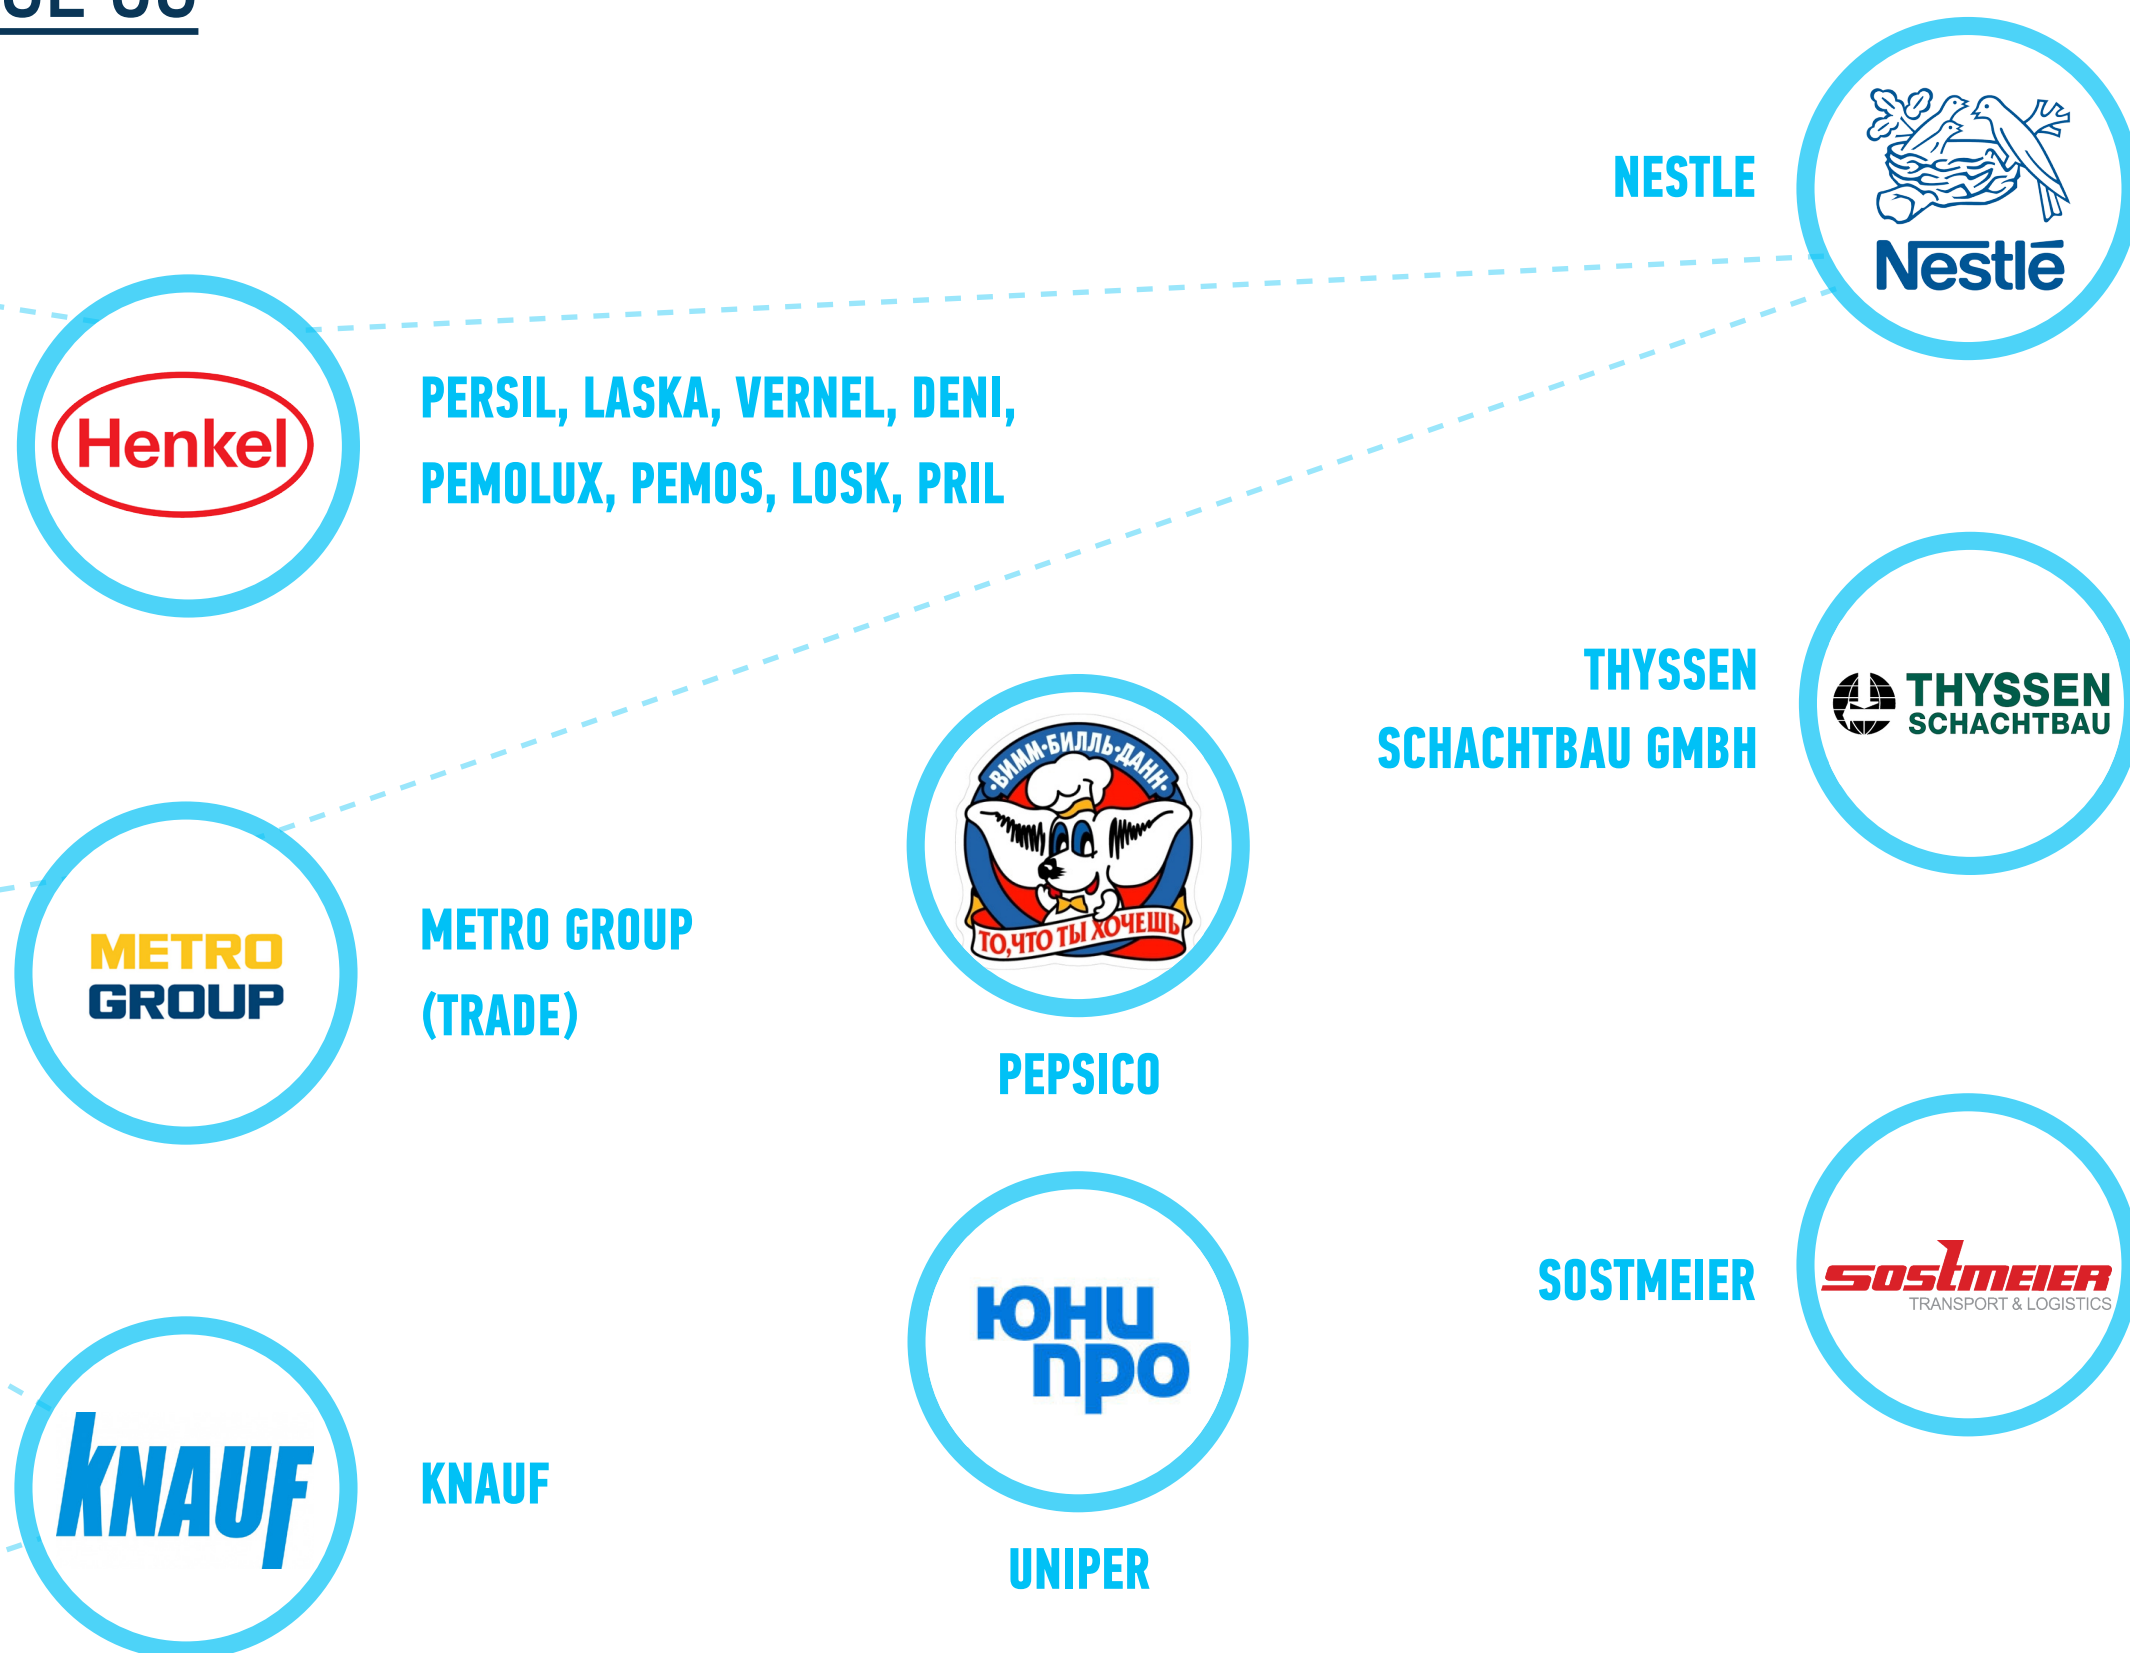 NESTLE
Nestlé
Henkel
PERSIL, LASKA, VERNEL, DENI,
PEMOLUX, PEMOS, LOSK, PRIL
THYSSEN
SCHACHTBAU GMBH
THYSSEN
SCHACHTBAU
ВИММ·БИЛЛЬ·ДАНН
ТО, ЧТО ТЫ ХОЧЕШЬ
PEPSICO
METRO
GROUP
METRO GROUP
(TRADE)
SOSTMEIER
SOSTMEIER
TRANSPORT & LOGISTICS
юни
про
UNIPER
KNAUF
KNAUF